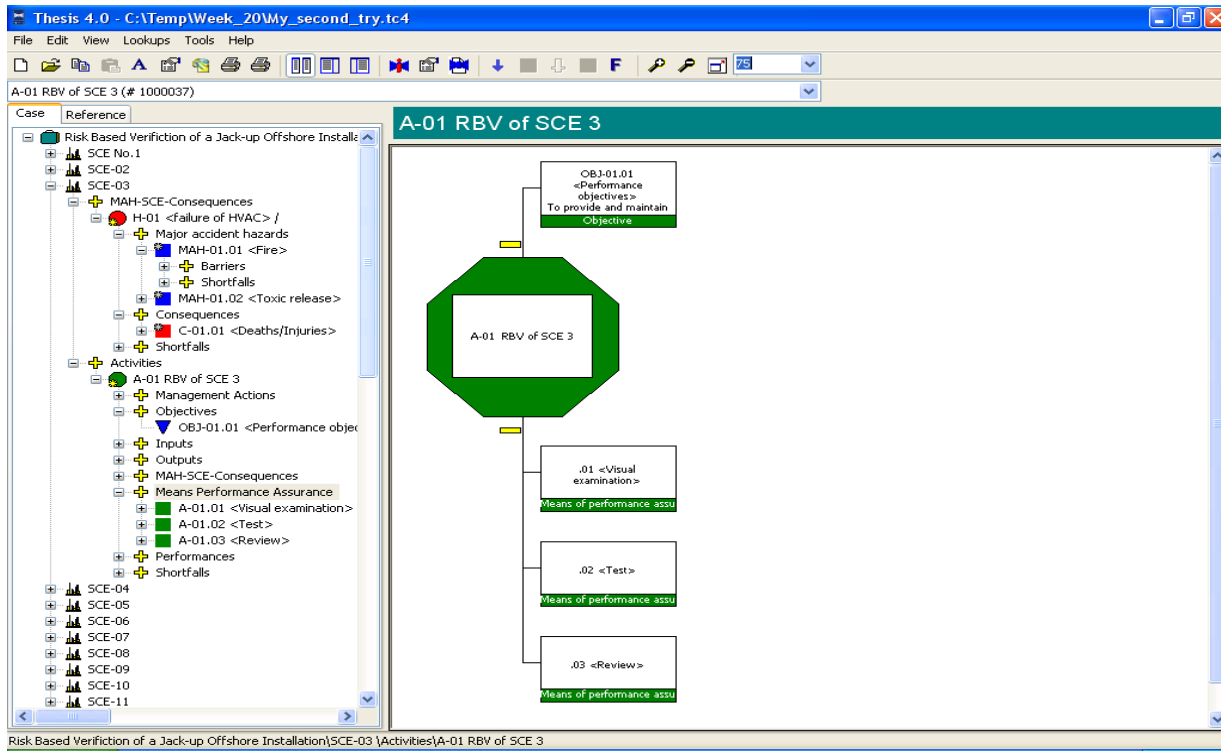 Thesis 4.0 - C:\Temp\Week_20\My_second_try.tc4
File Edit View Lookups Tools Help
A F 75
A-01 RBV of SCE 3 (# 1000037)
Case Reference
Risk Based Verifiction of a Jack-up Offshore Installa
SCE No.1
SCE-02
SCE-03
MAH-SCE-Consequences
H-01 <failure of HVAC> /
Major accident hazards
MAH-01.01 <Fire>
Barriers
Shortfalls
MAH-01.02 <Toxic release>
Consequences
C-01.01 <Deaths/Injuries>
Shortfalls
Activities
A-01 RBV of SCE 3
Management Actions
Objectives
OBJ-01.01 <Performance objec
Inputs
Outputs
MAH-SCE-Consequences
Means Performance Assurance
A-01.01 <Visual examination>
A-01.02 <Test>
A-01.03 <Review>
Performances
Shortfalls
SCE-04
SCE-05
SCE-06
SCE-07
SCE-08
SCE-09
SCE-10
SCE-11
A-01 RBV of SCE 3
OBJ-01.01
<Performance
objectives>
To provide and maintain
Objective
A-01 RBV of SCE 3
.01 <Visual
examination>
Means of performance assu
.02 <Test>
Means of performance assu
.03 <Review>
Means of performance assu
Risk Based Verifiction of a Jack-up Offshore Installation\SCE-03 \Activities\A-01 RBV of SCE 3